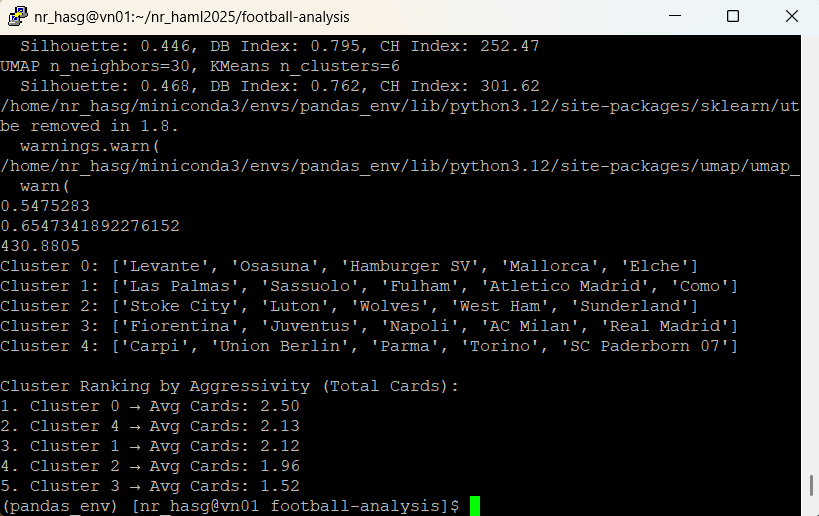 nr_hasg@vn01:~/nr_haml2025/football-analysis
Silhouette: 0.446, DB Index: 0.795, CH Index: 252.47
UMAP n_neighbors=30, KMeans n_clusters=6
Silhouette: 0.468, DB Index: 0.762, CH Index: 301.62
/home/nr_hasg/miniconda3/envs/pandas_env/lib/python3.12/site-packages/sklearn/ut
be removed in 1.8.
warnings.warn(
/home/nr_hasg/miniconda3/envs/pandas_env/lib/python3.12/site-packages/umap/umap_
warn(
0.5475283
0.6547341892276152
430.8805
Cluster 0: ['Levante', 'Osasuna', 'Hamburger SV', 'Mallorca', 'Elche']
Cluster 1: ['Las Palmas', 'Sassuolo', 'Fulham', 'Atletico Madrid', 'Como']
Cluster 2: ['Stoke City', 'Luton', 'Wolves', 'West Ham', 'Sunderland']
Cluster 3: ['Fiorentina', 'Juventus', 'Napoli', 'AC Milan', 'Real Madrid']
Cluster 4: ['Carpi', 'Union Berlin', 'Parma', 'Torino', 'SC Paderborn 07']
Cluster Ranking by Aggressivity (Total Cards):
1. Cluster 0 → Avg Cards: 2.50
2. Cluster 4 → Avg Cards: 2.13
3. Cluster 1 → Avg Cards: 2.12
4. Cluster 2 → Avg Cards: 1.96
5. Cluster 3 → Avg Cards: 1.52
(pandas_env) [nr_hasg@vn01 football-analysis]$